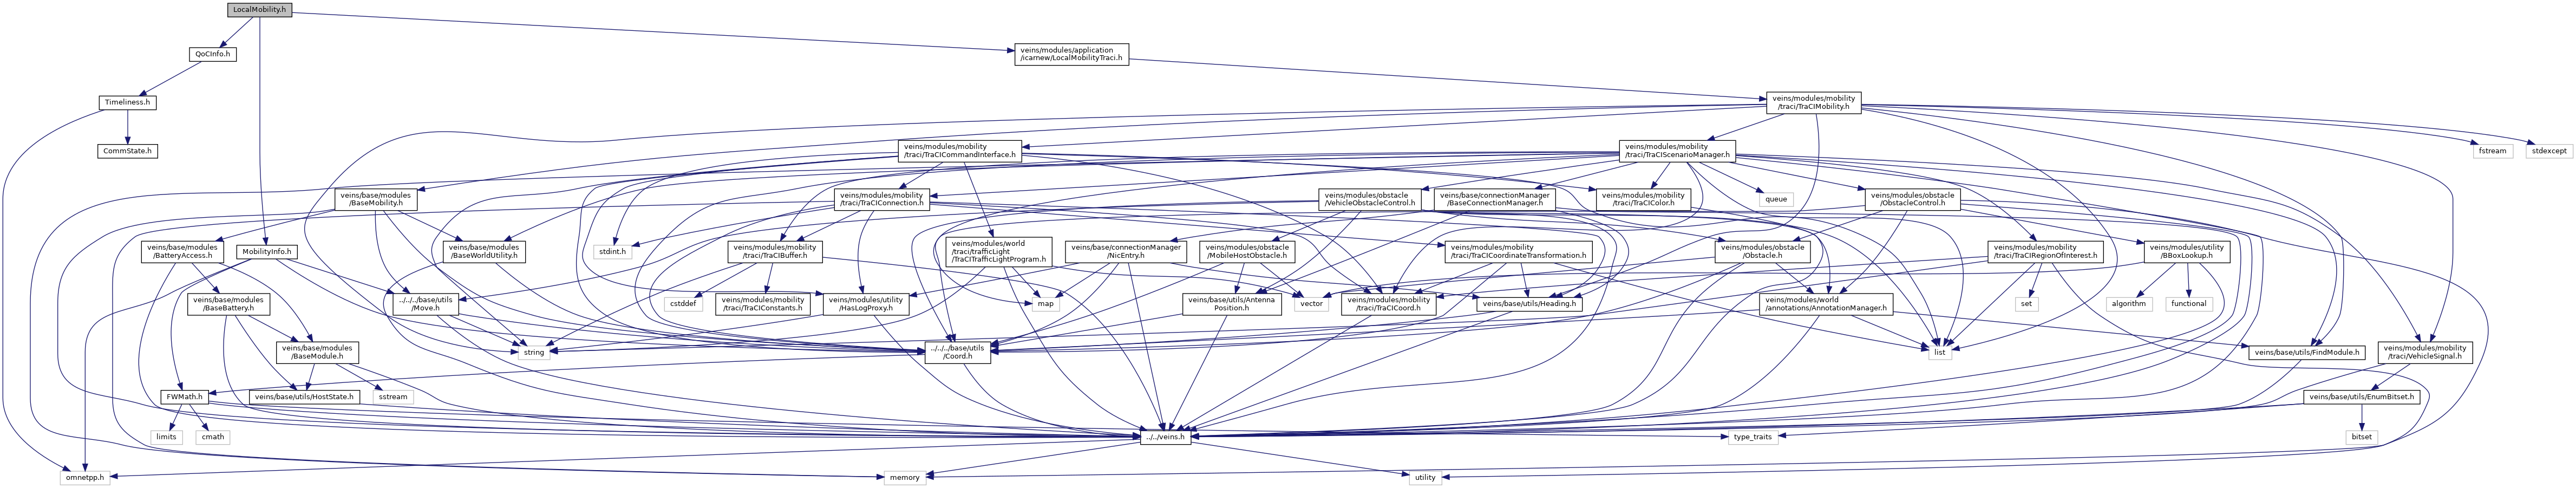 LocalMobility.h
QoCInfo.h
veins/modules/application
/icarnew/LocalMobilityTraci.h
Timeliness.h
veins/modules/mobility
/traci/TraCIMobility.h
CommState.h
veins/modules/mobility
/traci/TraCICommandInterface.h
veins/modules/mobility
/traci/TraCIScenarioManager.h
fstream
stdexcept
veins/base/modules
/BaseMobility.h
veins/modules/mobility
/traci/TraCIConnection.h
veins/modules/obstacle
/VehicleObstacleControl.h
veins/base/connectionManager
/BaseConnectionManager.h
veins/modules/mobility
/traci/TraCIColor.h
queue
veins/modules/obstacle
/ObstacleControl.h
veins/base/modules
/BatteryAccess.h
MobilityInfo.h
veins/base/modules
/BaseWorldUtility.h
stdint.h
veins/modules/mobility
/traci/TraCIBuffer.h
veins/modules/world
/traci/trafficLight
/TraCITrafficLightProgram.h
veins/base/connectionManager
/NicEntry.h
veins/modules/obstacle
/MobileHostObstacle.h
veins/modules/mobility
/traci/TraCICoordinateTransformation.h
veins/modules/obstacle
/Obstacle.h
veins/modules/mobility
/traci/TraCIRegionOfInterest.h
veins/modules/utility
/BBoxLookup.h
veins/base/modules
/BaseBattery.h
../../../base/utils
/Move.h
cstddef
veins/modules/mobility
/traci/TraCIConstants.h
veins/modules/utility
/HasLogProxy.h
map
veins/base/utils/Antenna
Position.h
vector
veins/modules/mobility
/traci/TraCICoord.h
veins/base/utils/Heading.h
veins/modules/world
/annotations/AnnotationManager.h
set
algorithm
functional
veins/base/modules
/BaseModule.h
string
../../../base/utils
/Coord.h
list
veins/base/utils/FindModule.h
veins/modules/mobility
/traci/VehicleSignal.h
FWMath.h
veins/base/utils/HostState.h
sstream
veins/base/utils/EnumBitset.h
limits
cmath
../../veins.h
type_traits
bitset
omnetpp.h
memory
utility